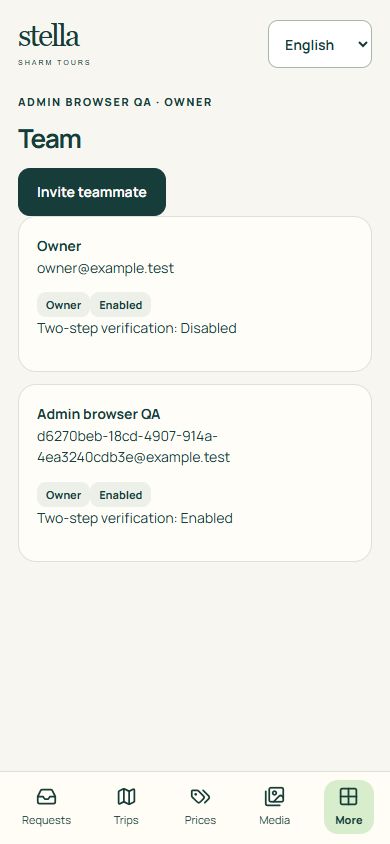 stella
SHARM TOURS
English
ADMIN BROWSER QA · OWNER
Team
Invite teammate
Owner
owner@example.test
Owner Enabled
Two-step verification: Disabled
Admin browser QA
d6270beb-18cd-4907-914a-
4ea3240cdb3e@example.test
Owner Enabled
Two-step verification: Enabled
Requests Trips Prices Media More